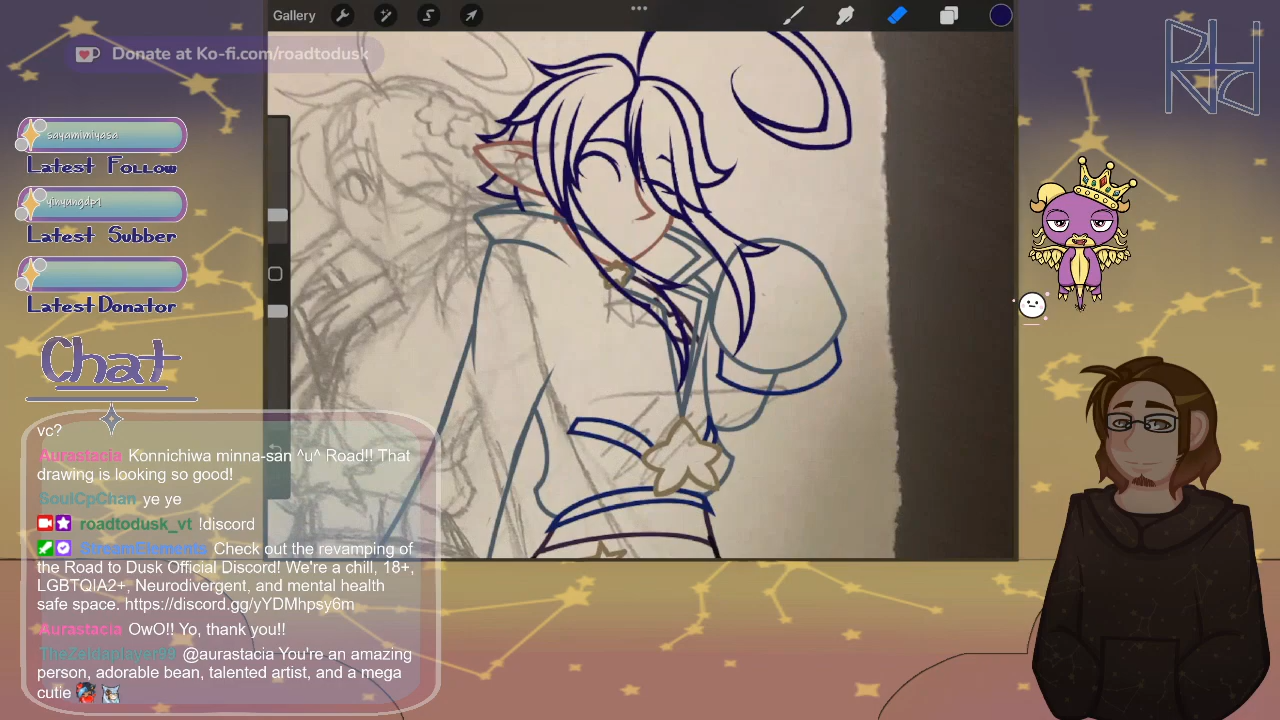 Gallery
Donate at Ko-fi.com/roadtodusk
RtD
sayamimiyasa
Latest Follow
yinyangdp1
Latest Subber
Latest Donator
Chat
vc?
Aurastacia Konnichiwa minna-san ^u^ Road!! That
drawing is looking so good!
SoulCpChan ye ye
roadtodusk_vt !discord
StreamElements Check out the revamping of
the Road to Dusk Official Discord! We're a chill, 18+,
LGBTQIA2+, Neurodivergent, and mental health
safe space. https://discord.gg/yYDMhpsy6m
Aurastacia OwO!! Yo, thank you!!
TheZeldaplayer99 @aurastacia You're an amazing
person, adorable bean, talented artist, and a mega
cutie